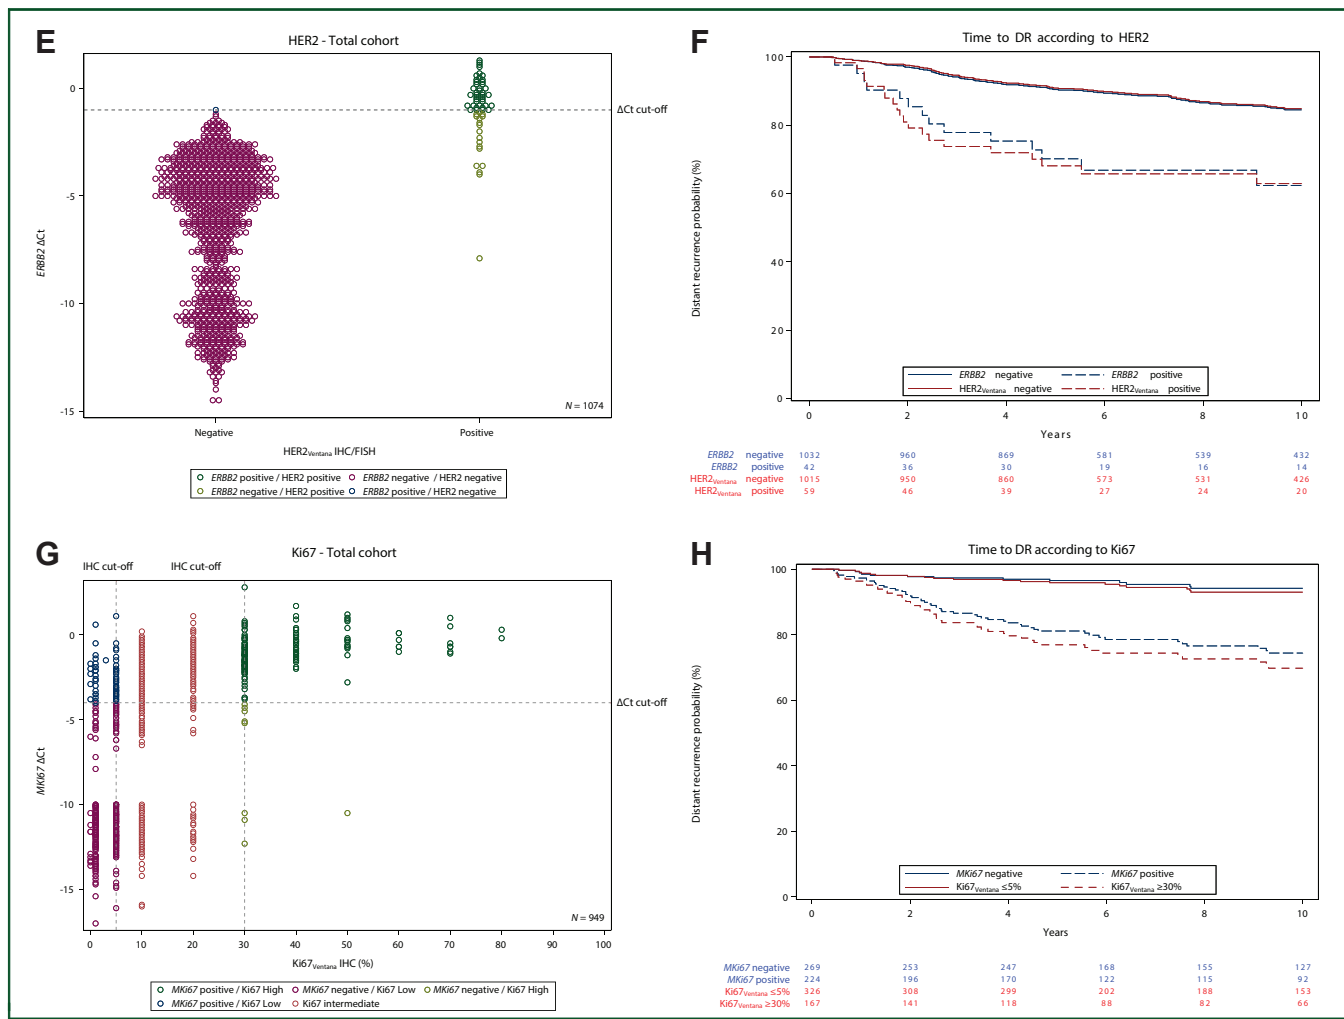 E
HER2 - Total cohort
0
-5
-10
-15
ERBB2 ΔCt
ΔCt cut-off
N = 1074
Negative
Positive
HER2Ventana IHC/FISH
ERBB2 positive / HER2 positive
ERBB2 negative / HER2 negative
ERBB2 negative / HER2 positive
ERBB2 positive / HER2 negative
F
Time to DR according to HER2
100
80
60
40
20
0
Distant recurrence probability (%)
ERBB2 negative
ERBB2 positive
HER2Ventana negative
HER2Ventana positive
0 2 4 6 8 10
Years
ERBB2 negative 1032 960 869 581 539 432
ERBB2 positive 42 36 30 19 16 14
HER2Ventana negative 1015 950 860 573 531 426
HER2Ventana positive 59 46 39 27 24 20
G
Ki67 - Total cohort
IHC cut-off
IHC cut-off
0
-5
-10
-15
MKi67 ΔCt
ΔCt cut-off
N = 949
0 10 20 30 40 50 60 70 80 90 100
Ki67Ventana IHC (%)
MKi67 positive / Ki67 High
MKi67 negative / Ki67 Low
MKi67 negative / Ki67 High
MKi67 positive / Ki67 Low
Ki67 intermediate
H
Time to DR according to Ki67
100
80
60
40
20
0
Distant recurrence probability (%)
MKi67 negative
MKi67 positive
Ki67Ventana ≤5%
Ki67Ventana ≥30%
0 2 4 6 8 10
Years
MKi67 negative 269 253 247 168 155 127
MKi67 positive 224 196 170 122 115 92
Ki67Ventana ≤5% 326 308 299 202 188 153
Ki67Ventana ≥30% 167 141 118 88 82 66